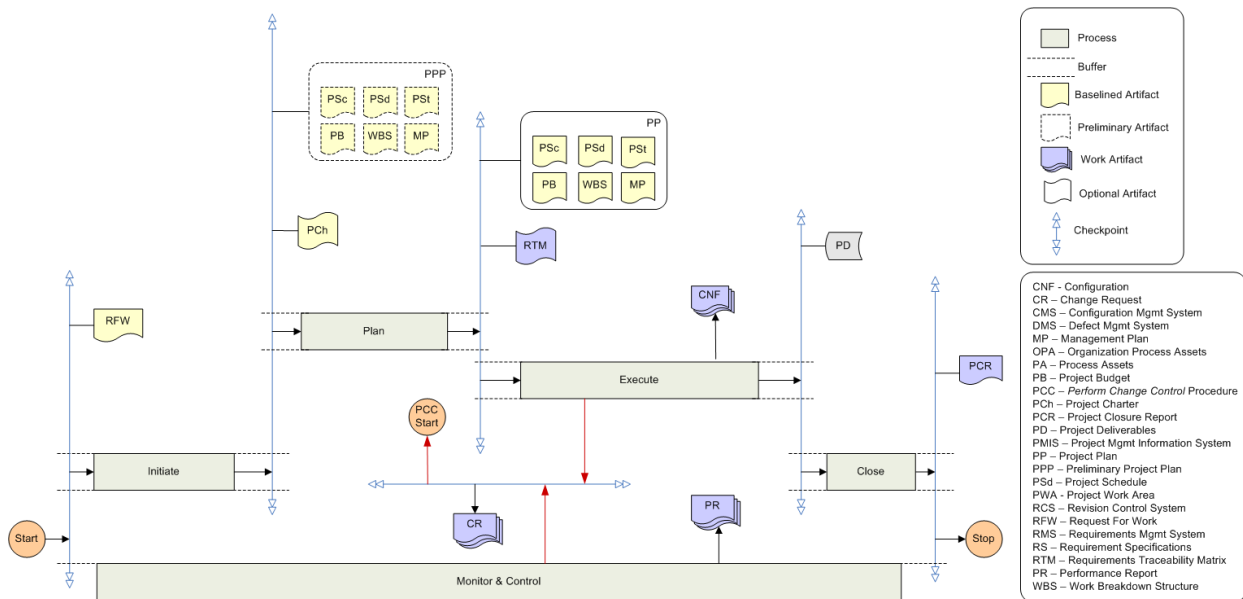 PPP
PSc
PSd
PSt
PB
WBS
MP
PP
PSc
PSd
PSt
PB
WBS
MP
PCh
RTM
PD
RFW
CNF
Plan
Execute
PCR
PCC
Start
Initiate
Close
CR
PR
Start
Stop
Monitor & Control
Process
Buffer
Baselined Artifact
Preliminary Artifact
Work Artifact
Optional Artifact
Checkpoint
CNF - Configuration
CR – Change Request
CMS – Configuration Mgmt System
DMS – Defect Mgmt System
MP – Management Plan
OPA – Organization Process Assets
PA – Process Assets
PB – Project Budget
PCC – Perform Change Control Procedure
PCh – Project Charter
PCR – Project Closure Report
PD – Project Deliverables
PMIS – Project Mgmt Information System
PP – Project Plan
PPP – Preliminary Project Plan
PSd – Project Schedule
PWA - Project Work Area
RCS – Revision Control System
RFW – Request For Work
RMS – Requirements Mgmt System
RS – Requirement Specifications
RTM – Requirements Traceability Matrix
PR – Performance Report
WBS – Work Breakdown Structure